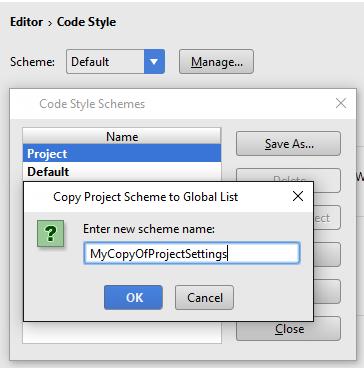 Editor › Code Style
Scheme: Default Manage...
Code Style Schemes
Name
Project
Default
Save As...
Delete
Copy Project Scheme to Global List
Enter new scheme name:
MyCopyOfProjectSettings
OK Cancel
Close